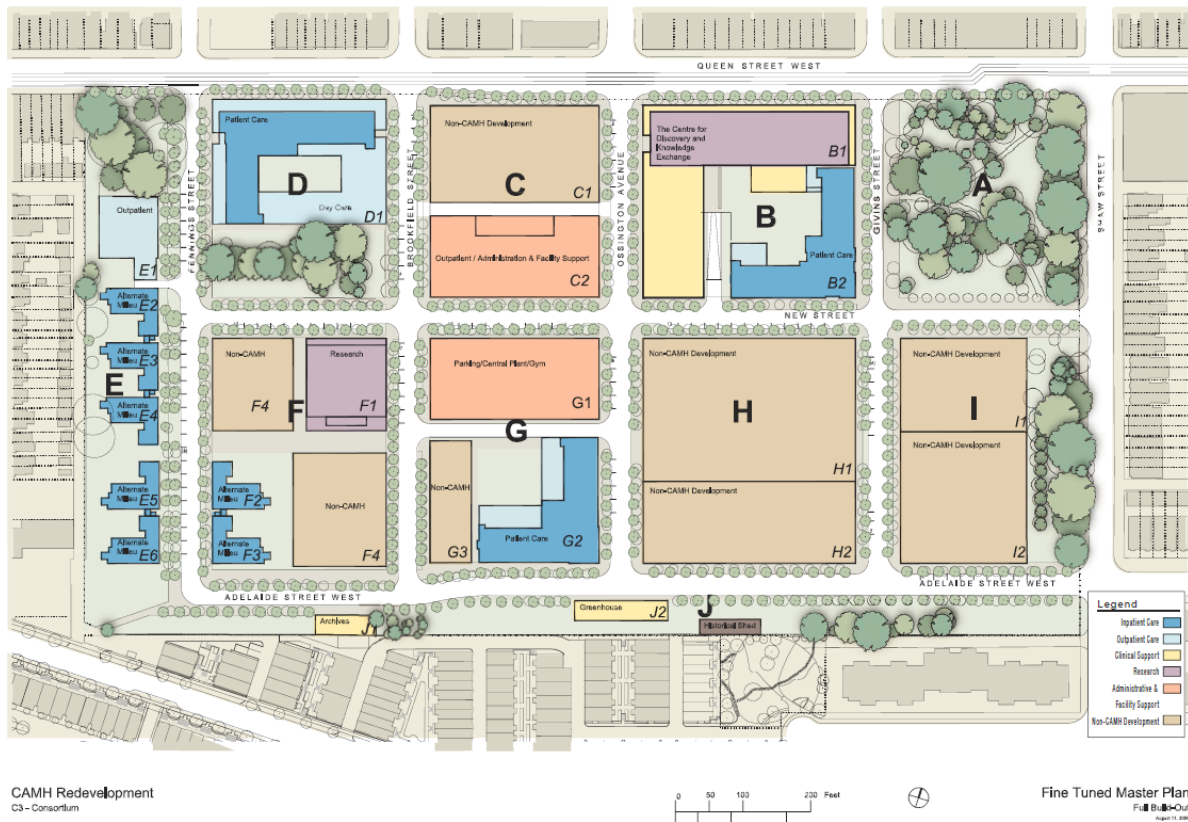 QUEEN STREET WEST
Patient Care
D
Day Care
D1
Non-CAMH Development
C
C1
The Centre for
Discovery and
Knowledge
Exchange
B1
A
Outpatient
E1
FENNING STREET
BROOKFIELD STREET
OSSINGTON AVENUE
GIVINS STREET
SHAW STREET
Outpatient / Administration & Facility Support
C2
B
Patient Care
B2
NEW STREET
Alternate
Milieu
E2
Alternate
Milieu
E3
E
Alternate
Milieu
E4
Alternate
Milieu
E5
Alternate
Milieu
E6
Non-CAMH
F4
F
Research
F1
Alternate
Milieu
F2
Alternate
Milieu
F3
Non-CAMH
F4
Parking/Central Plant/Gym
G1
G
Non-CAMH
G3
Patient Care
G2
Non-CAMH Development
H
H1
Non-CAMH Development
H2
Non-CAMH Development
I
I1
Non-CAMH Development
I2
ADELAIDE STREET WEST
ADELAIDE STREET WEST
Archives
J1
Greenhouse
J2
J
Historical Shed
Legend
Inpatient Care
Outpatient Care
Clinical Support
Research
Administrative &
Facility Support
Non-CAMH Development
CAMH Redevelopment
C3 – Consortium
0 50 100 200 Feet
Fine Tuned Master Plan
Full Build-Out
August 11,